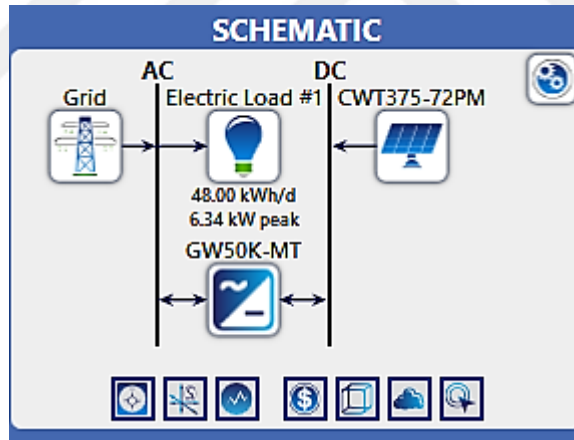 SCHEMATIC
AC DC
Grid Electric Load #1 CWT375-72PM
48.00 kWh/d
6.34 kW peak
GW50K-MT